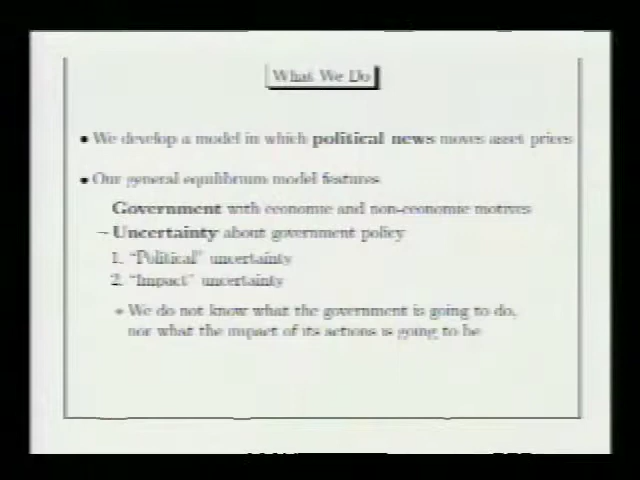 What We Do
• We develop a model in which political news moves asset prices
• Our general equilibrium model features
Government with economic and non-economic motives
– Uncertainty about government policy
1. "Political" uncertainty
2. "Impact" uncertainty
∗ We do not know what the government is going to do,
nor what the impact of its actions is going to be